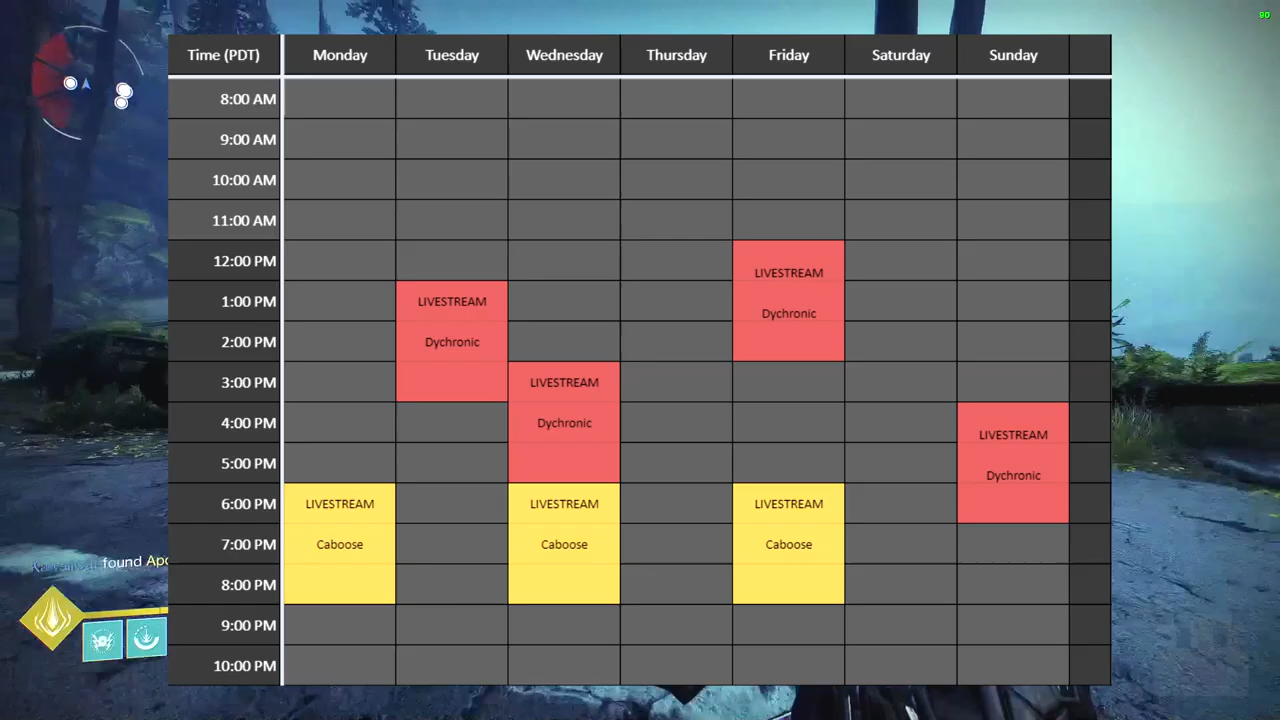 90
Time (PDT) Monday Tuesday Wednesday Thursday Friday Saturday Sunday
8:00 AM
9:00 AM
10:00 AM
11:00 AM
12:00 PM
LIVESTREAM
1:00 PM LIVESTREAM
Dychronic
2:00 PM Dychronic
3:00 PM LIVESTREAM
4:00 PM Dychronic
LIVESTREAM
5:00 PM
Dychronic
6:00 PM LIVESTREAM LIVESTREAM LIVESTREAM
7:00 PM Caboose Caboose Caboose
found Apo
8:00 PM
9:00 PM
10:00 PM